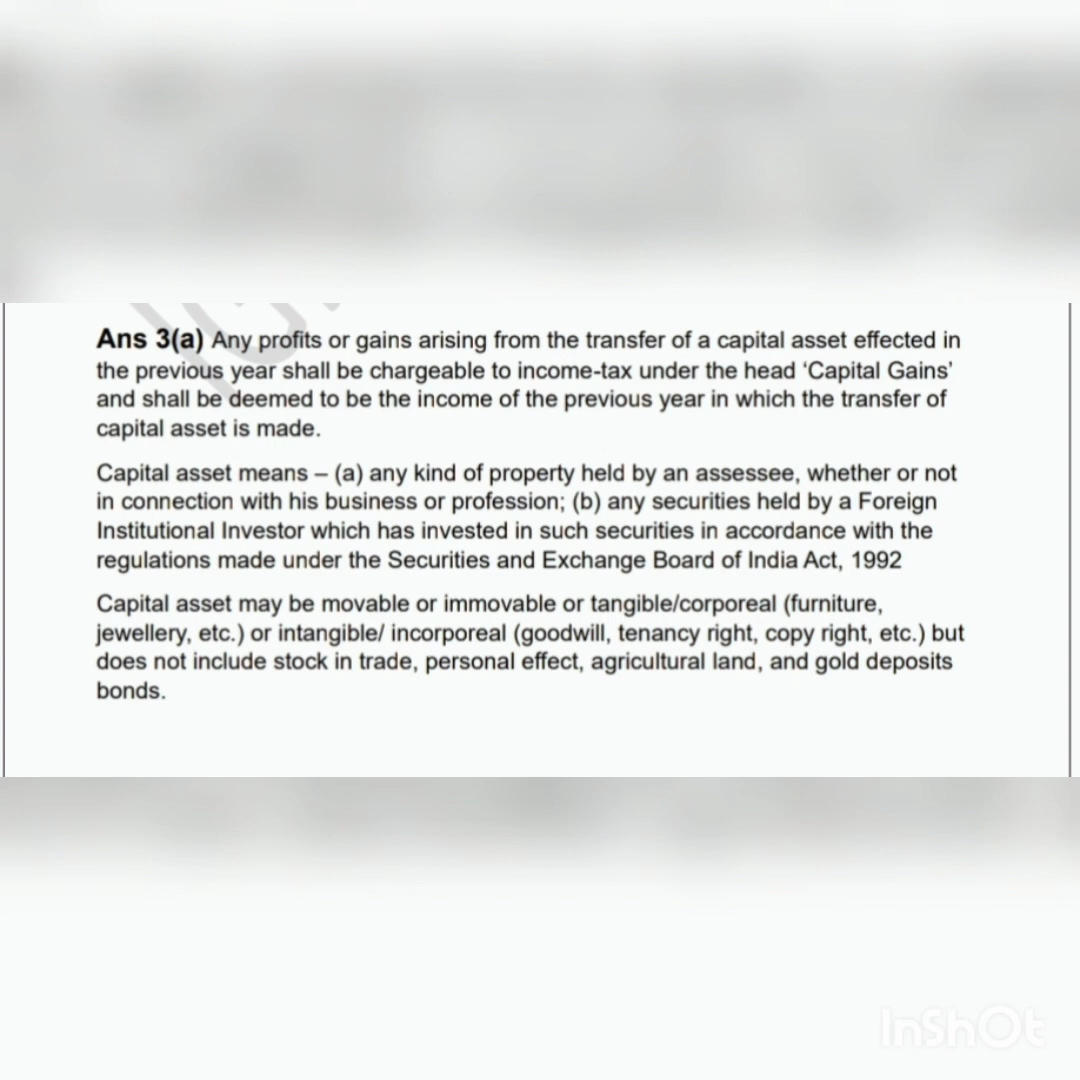 Ans 3(a) Any profits or gains arising from the transfer of a capital asset effected in
the previous year shall be chargeable to income-tax under the head ‘Capital Gains’
and shall be deemed to be the income of the previous year in which the transfer of
capital asset is made.
Capital asset means – (a) any kind of property held by an assessee, whether or not
in connection with his business or profession; (b) any securities held by a Foreign
Institutional Investor which has invested in such securities in accordance with the
regulations made under the Securities and Exchange Board of India Act, 1992
Capital asset may be movable or immovable or tangible/corporeal (furniture,
jewellery, etc.) or intangible/ incorporeal (goodwill, tenancy right, copy right, etc.) but
does not include stock in trade, personal effect, agricultural land, and gold deposits
bonds.
InShOt